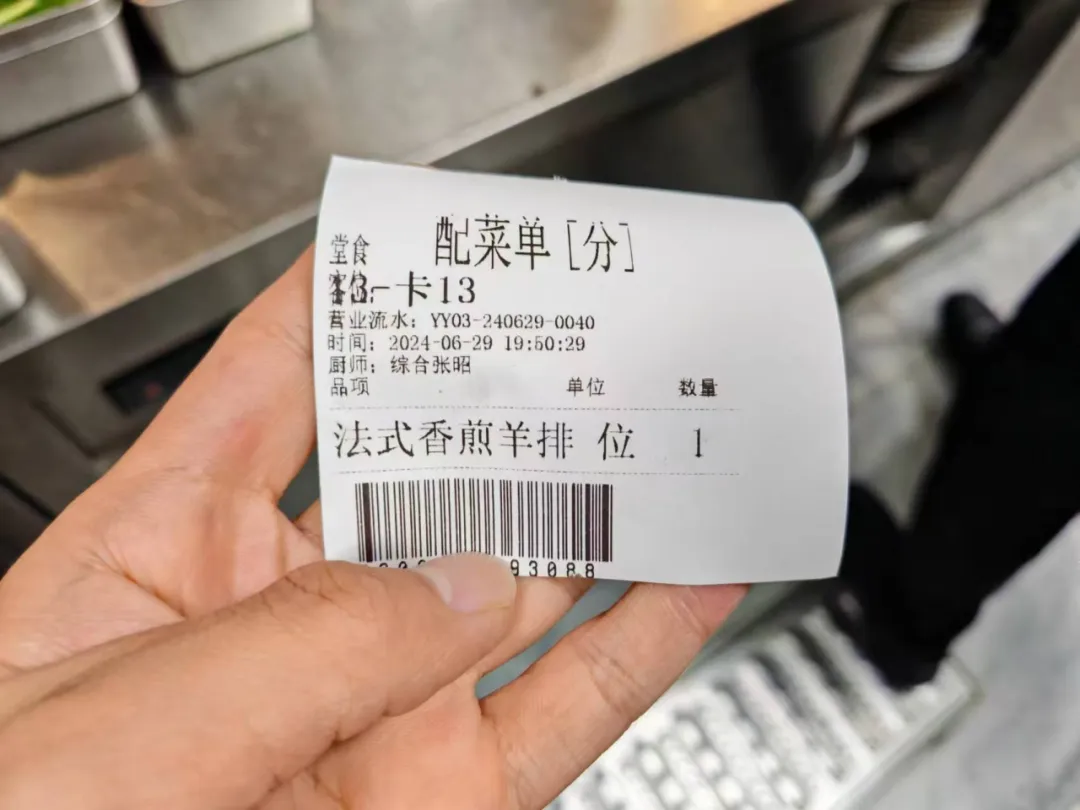 配菜单[分]
堂食
13-卡13
营业流水: YY03-240629-0040
时间: 2024-06-29 19:50:29
厨师: 综合张昭
品项 单位 数量
法式香煎羊排 位 1
93088